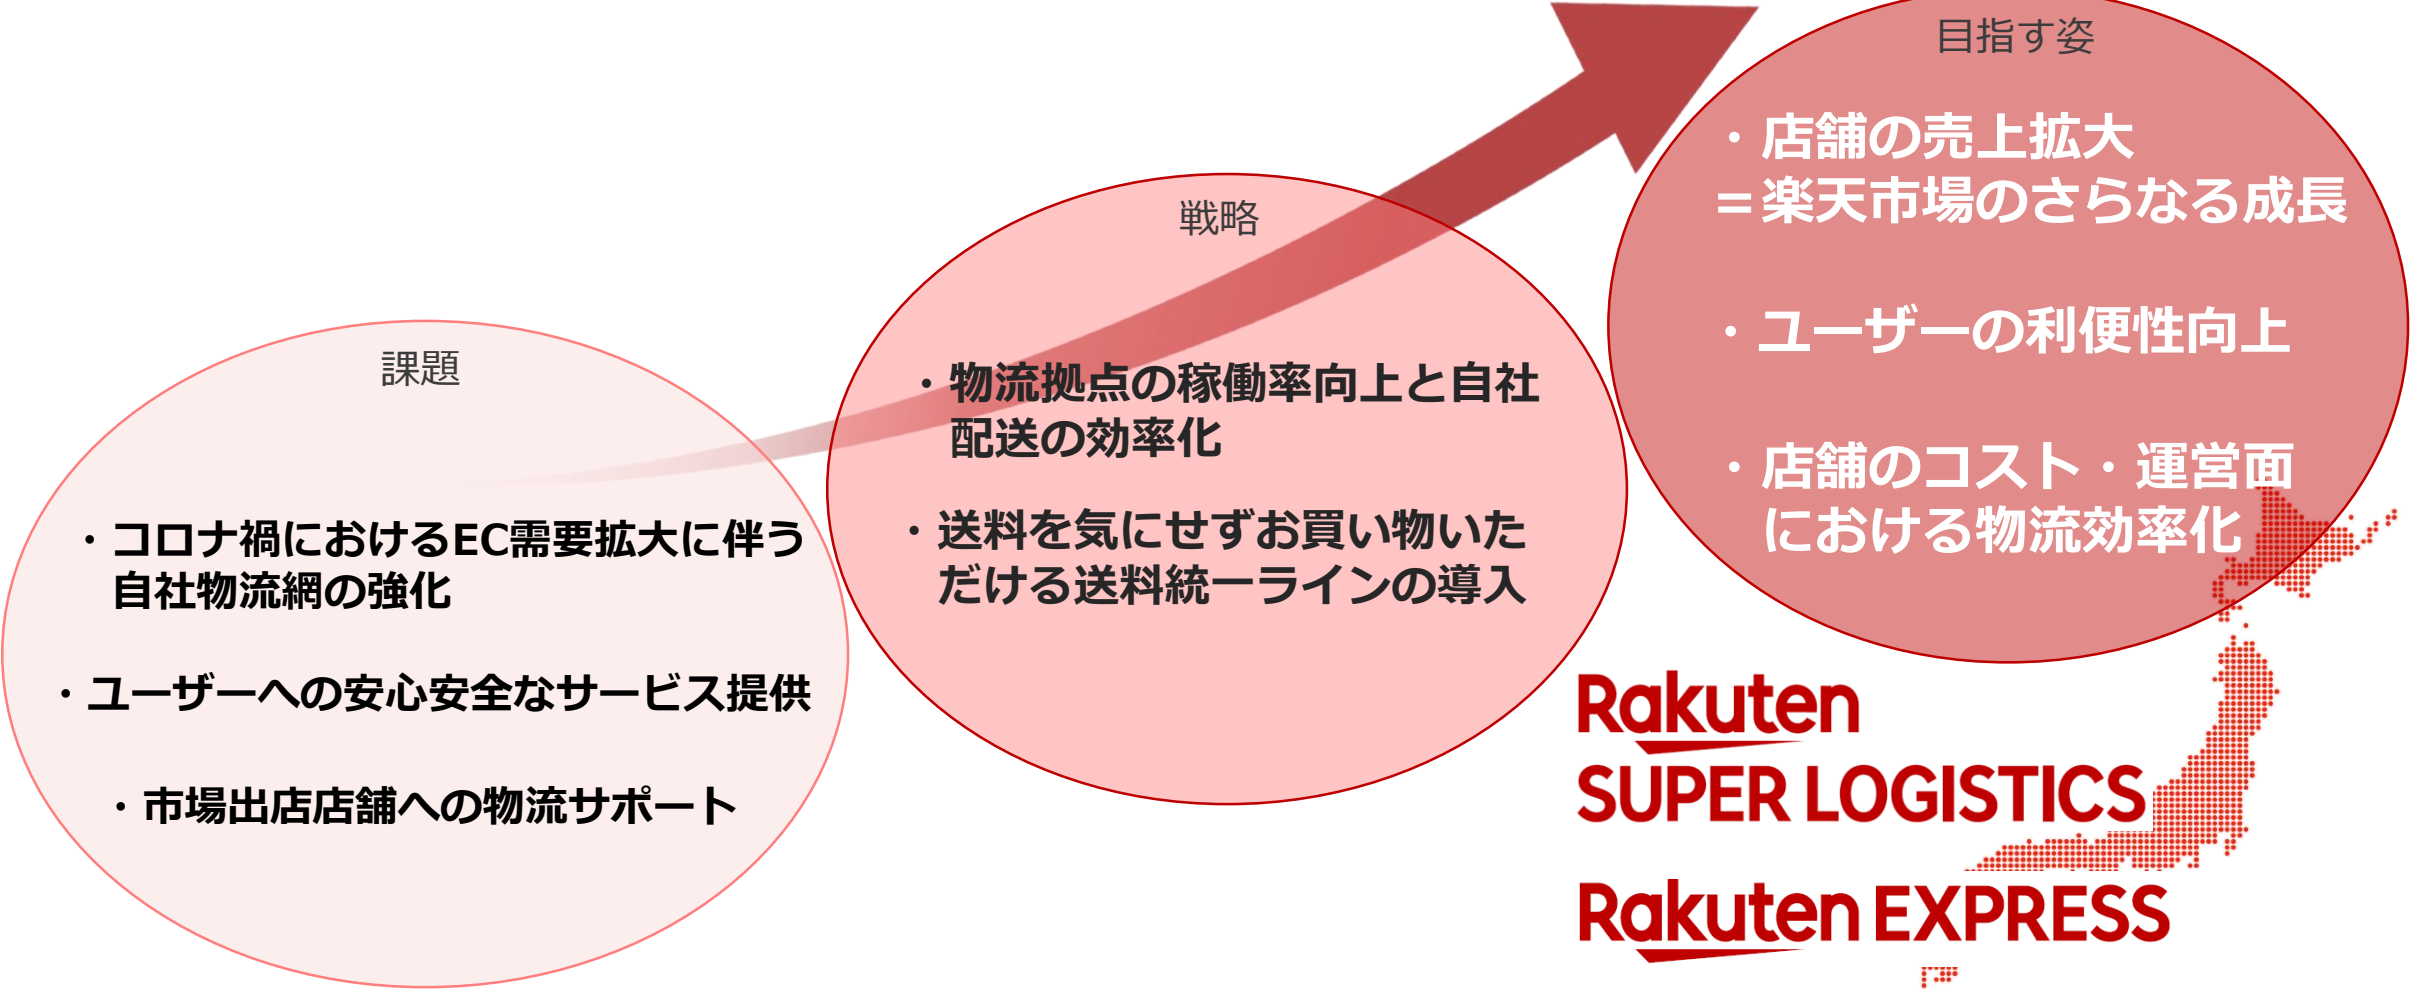 課題
・コロナ禍におけるEC需要拡大に伴う
自社物流網の強化
・ユーザーへの安心安全なサービス提供
・市場出店店舗への物流サポート
戦略
・物流拠点の稼働率向上と自社
配送の効率化
・送料を気にせずお買い物いた
だける送料統一ラインの導入
目指す姿
・店舗の売上拡大
＝楽天市場のさらなる成長
・ユーザーの利便性向上
・店舗のコスト・運営面
における物流効率化
Rakuten
SUPER LOGISTICS
Rakuten EXPRESS